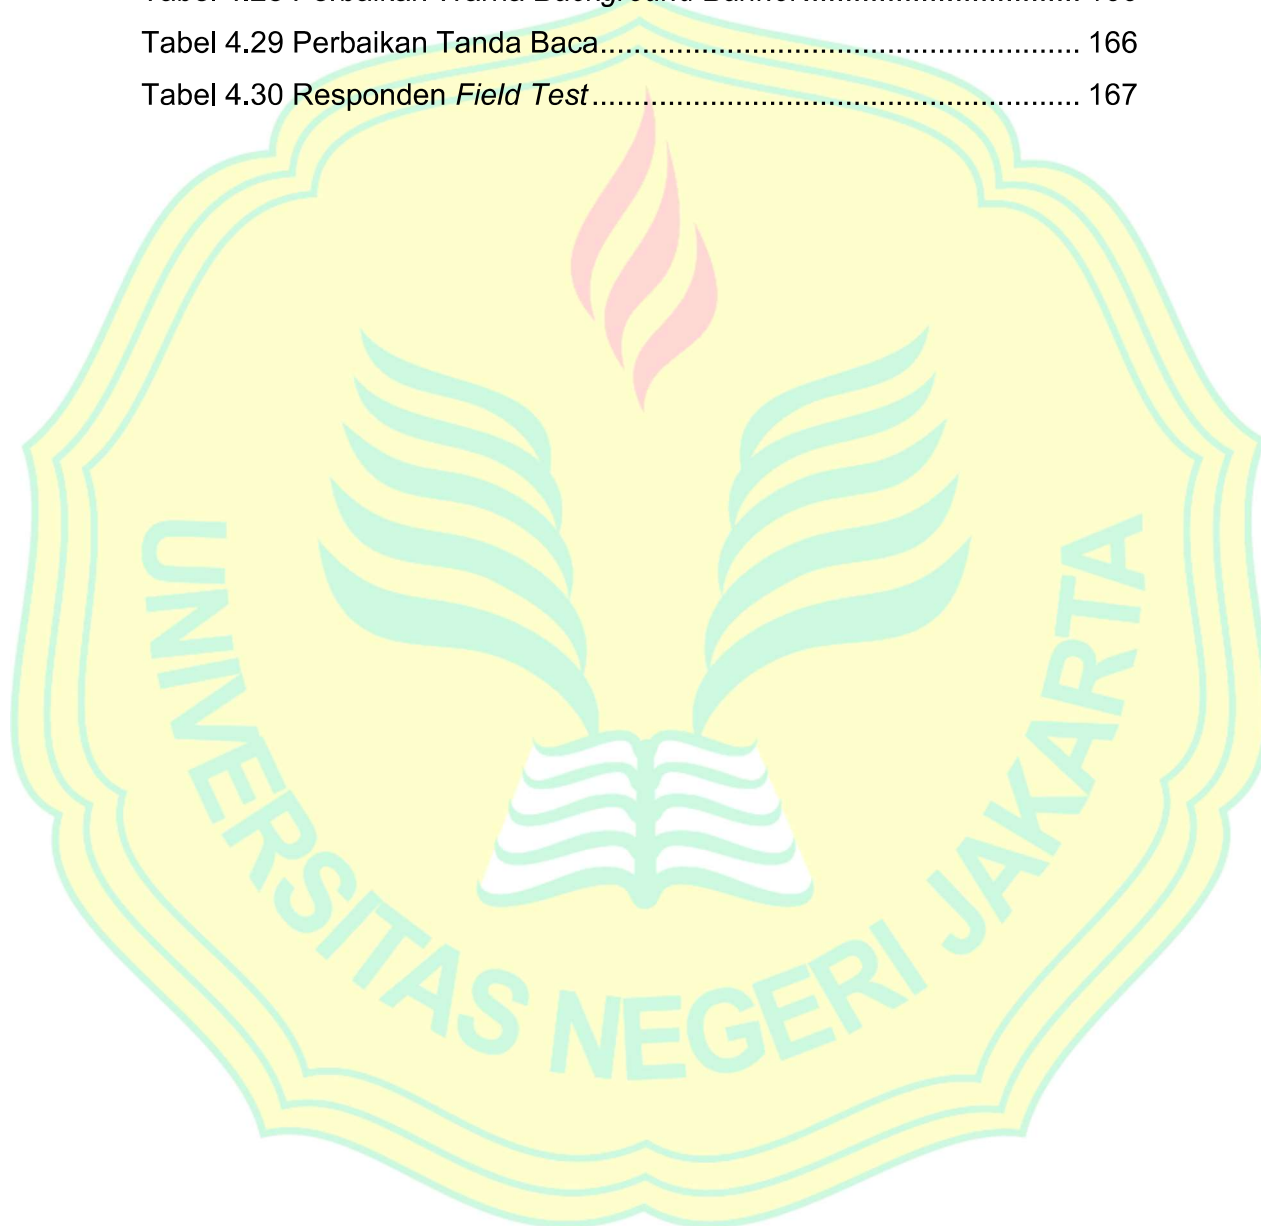 Tabel 4.29 Perbaikan Tanda Baca............................................................ 166
Tabel 4.30 Responden Field Test............................................................. 167
UNIVERSITAS NEGERI JAKARTA